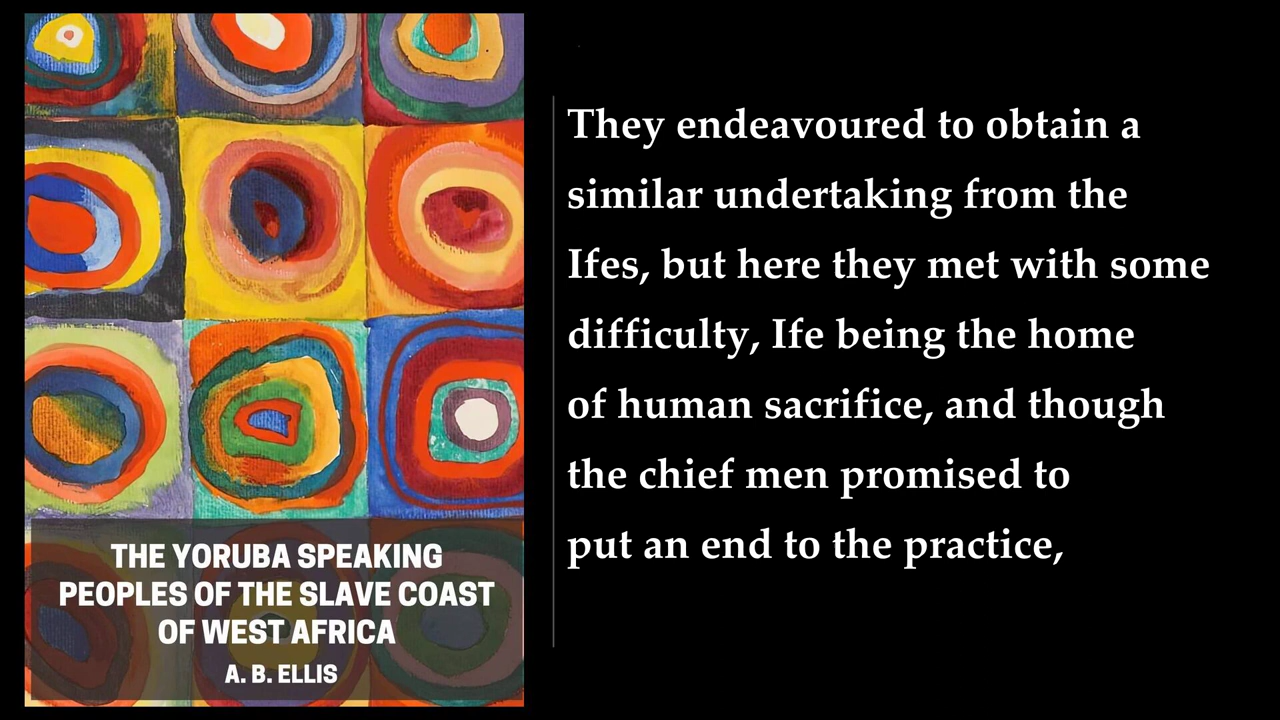 THE YORUBA SPEAKING
PEOPLES OF THE SLAVE COAST
OF WEST AFRICA
A. B. ELLIS
They endeavoured to obtain a
similar undertaking from the
Ifes, but here they met with some
difficulty, Ife being the home
of human sacrifice, and though
the chief men promised to
put an end to the practice,